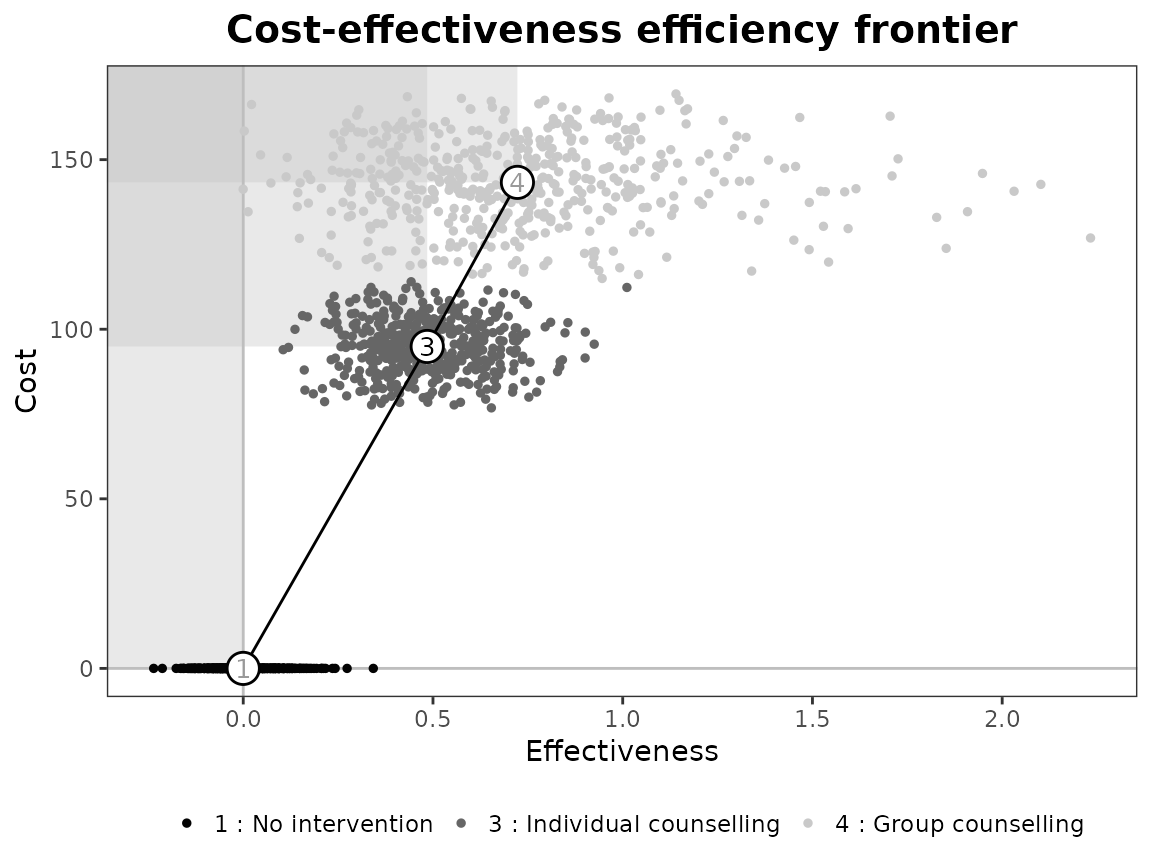 Cost-effectiveness efficiency frontier
Cost
150
100
50
0
4
3
1
0.0 0.5 1.0 1.5 2.0
Effectiveness
1 : No intervention 3 : Individual counselling 4 : Group counselling